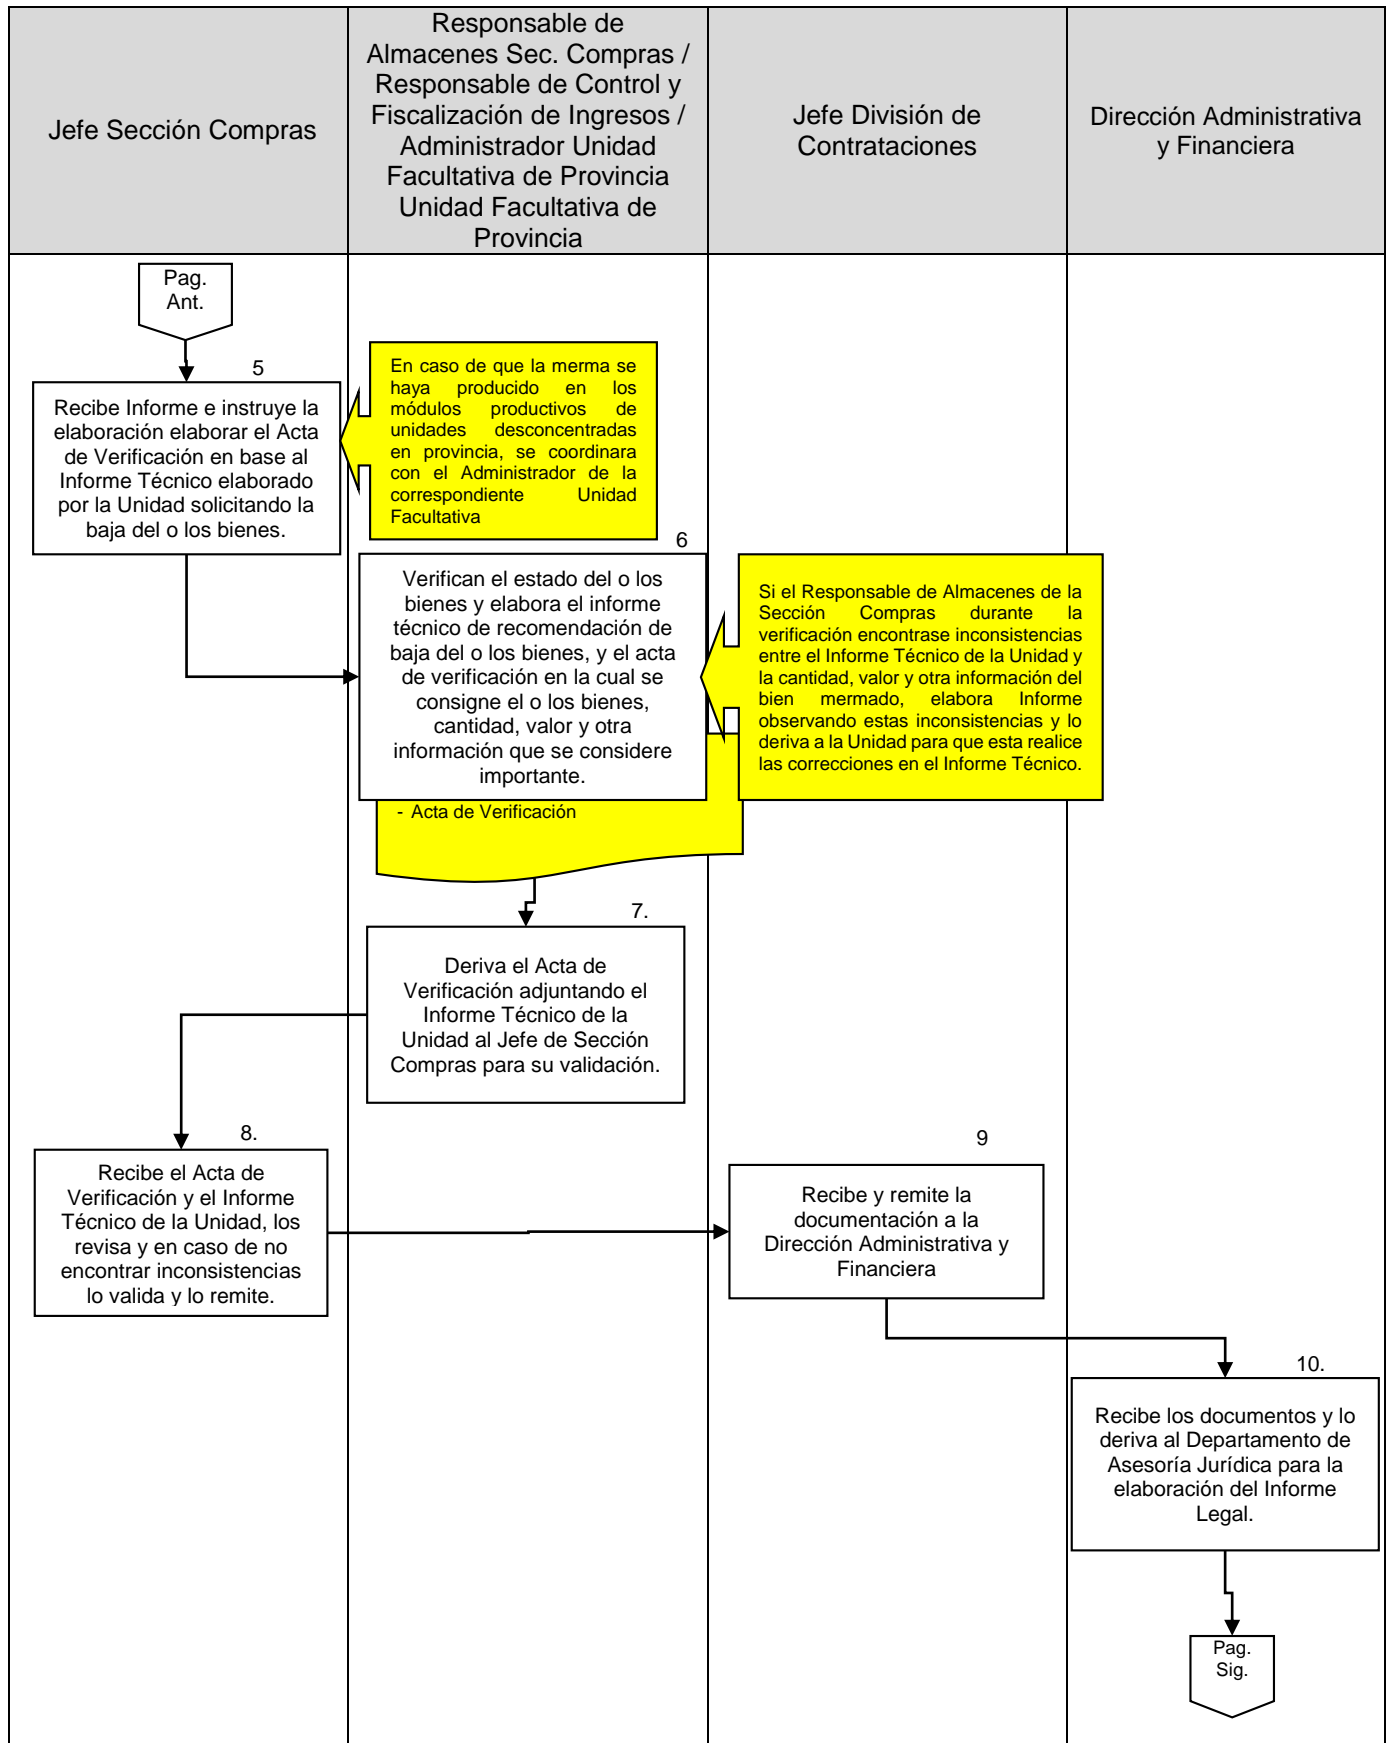 Jefe Sección Compras
Responsable de
Almacenes Sec. Compras /
Responsable de Control y
Fiscalización de Ingresos /
Administrador Unidad
Facultativa de Provincia
Unidad Facultativa de
Provincia
Jefe División de
Contrataciones
Dirección Administrativa
y Financiera
Pag.
Ant.
5
Recibe Informe e instruye la
elaboración elaborar el Acta
de Verificación en base al
Informe Técnico elaborado
por la Unidad solicitando la
baja del o los bienes.
En caso de que la merma se
haya producido en los
módulos productivos de
unidades desconcentradas
en provincia, se coordinara
con el Administrador de la
correspondiente Unidad
Facultativa
6
Verifican el estado del o los
bienes y elabora el informe
técnico de recomendación de
baja del o los bienes, y el acta
de verificación en la cual se
consigne el o los bienes,
cantidad, valor y otra
información que se considere
importante.
Si el Responsable de Almacenes de la
Sección Compras durante la
verificación encontrase inconsistencias
entre el Informe Técnico de la Unidad y
la cantidad, valor y otra información del
bien mermado, elabora Informe
observando estas inconsistencias y lo
deriva a la Unidad para que esta realice
las correcciones en el Informe Técnico.
- Acta de Verificación
7.
Deriva el Acta de
Verificación adjuntando el
Informe Técnico de la
Unidad al Jefe de Sección
Compras para su validación.
8.
Recibe el Acta de
Verificación y el Informe
Técnico de la Unidad, los
revisa y en caso de no
encontrar inconsistencias
lo valida y lo remite.
9
Recibe y remite la
documentación a la
Dirección Administrativa y
Financiera
10.
Recibe los documentos y lo
deriva al Departamento de
Asesoría Jurídica para la
elaboración del Informe
Legal.
Pag.
Sig.